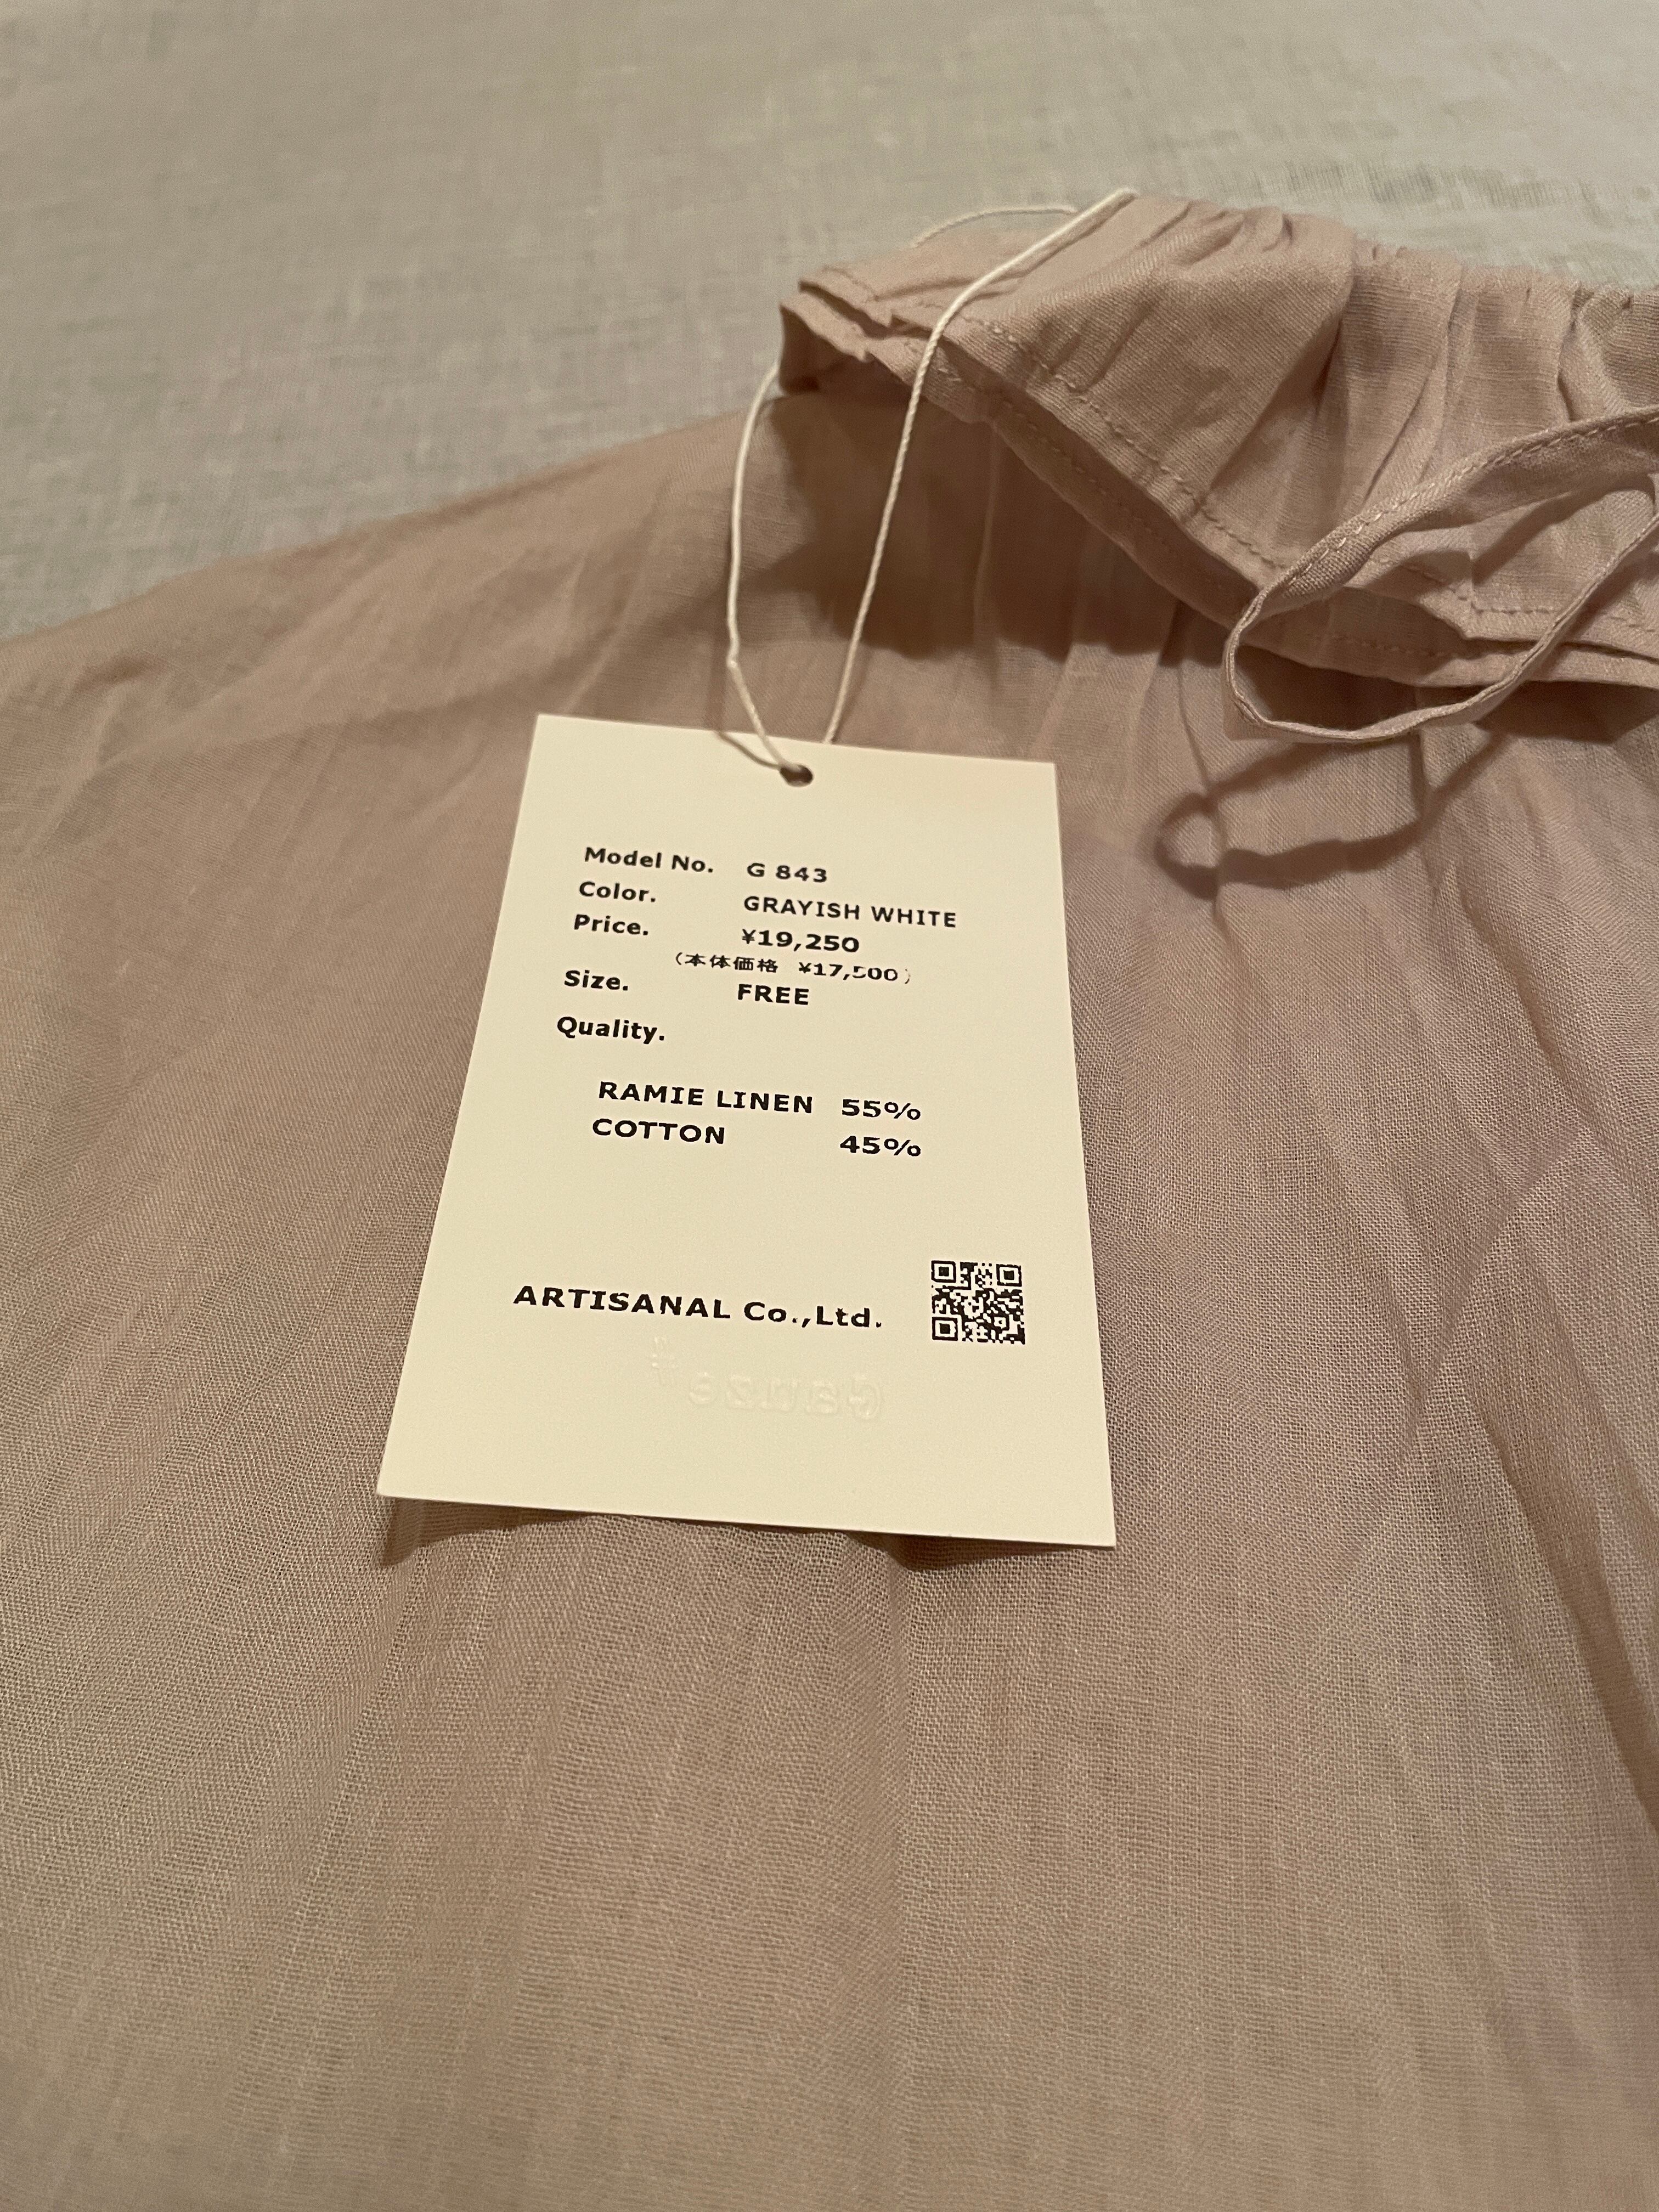 Model No. G 843
Color. GRAYISH WHITE
Price. ¥19,250
(本体価格 ¥17,500)
Size. FREE
Quality.
RAMIE LINEN 55%
COTTON 45%
ARTISANAL Co.,Ltd.
Gauze#